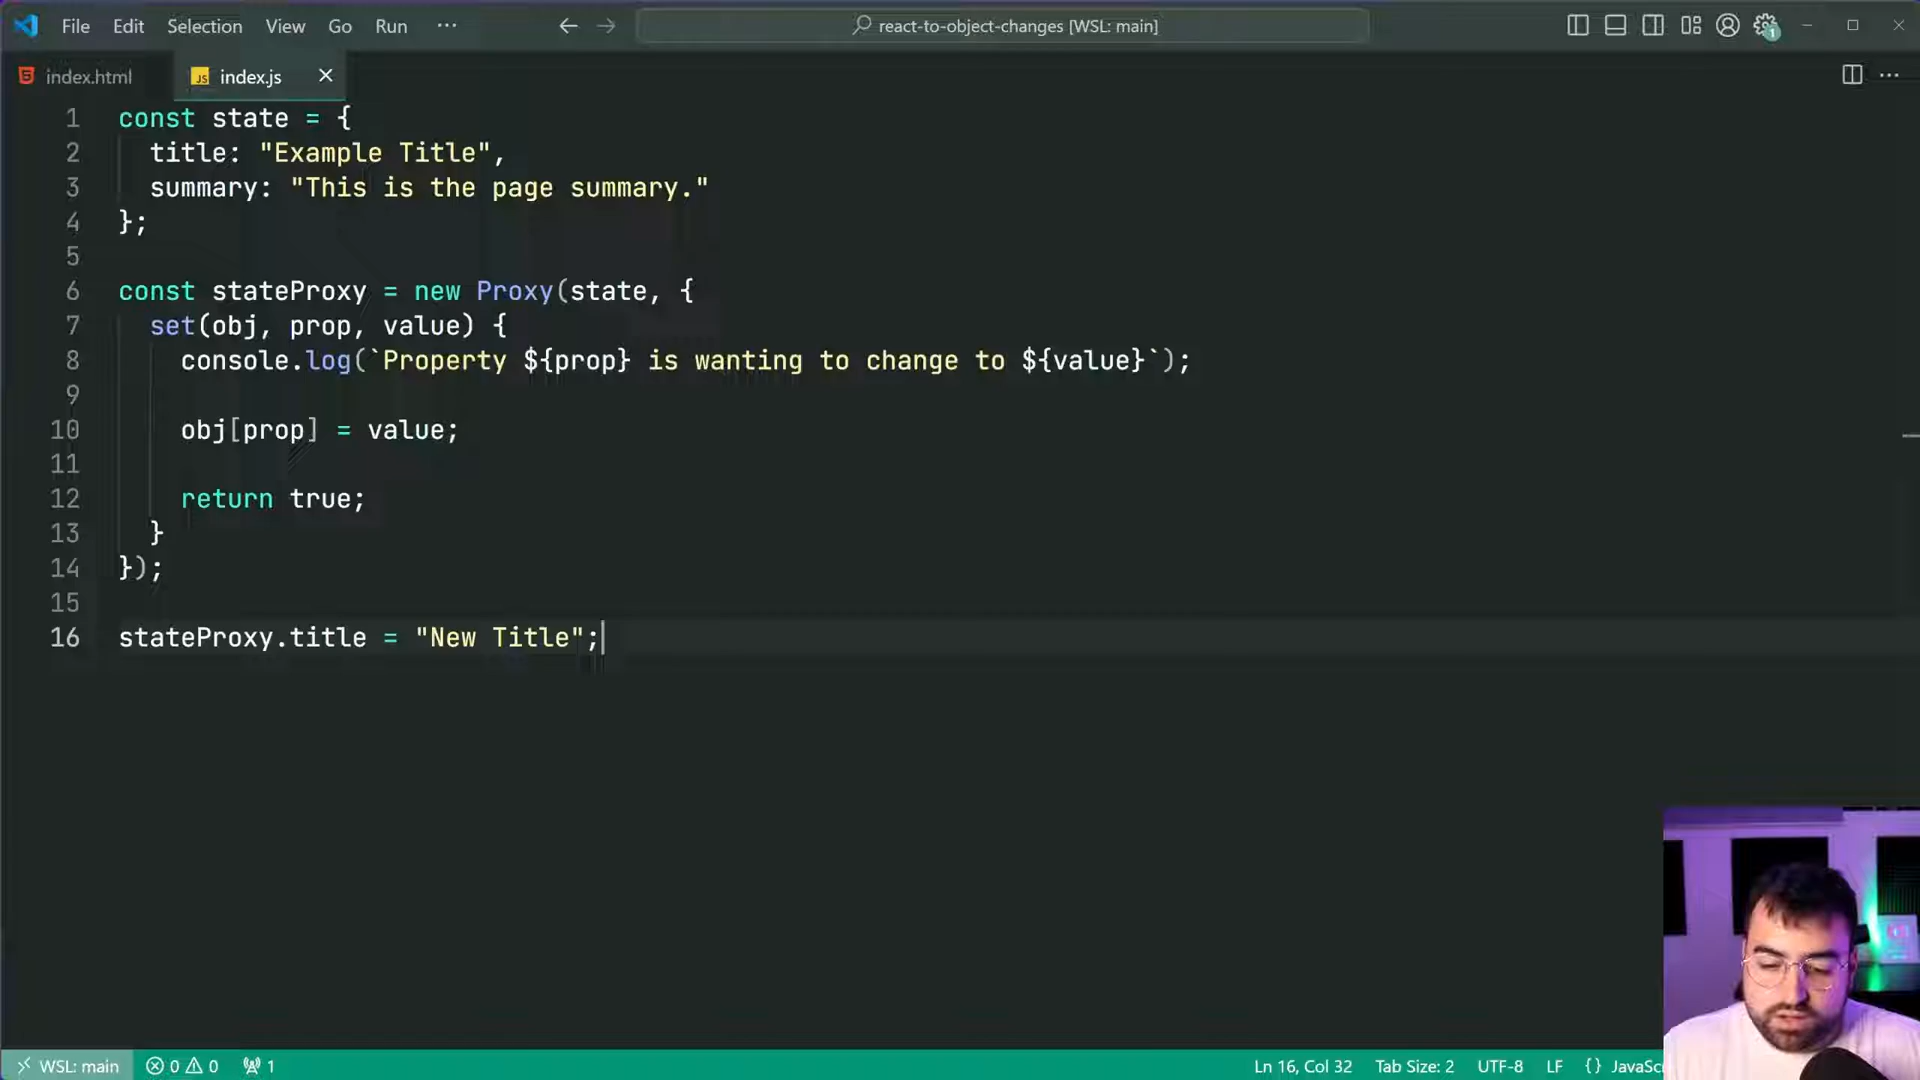 File Edit Selection View Go Run ···
react-to-object-changes [WSL: main]
1
index.html
JS index.js
1 const state = {
2 title: "Example Title",
3 summary: "This is the page summary."
4 };
5
6 const stateProxy = new Proxy(state, {
7 set(obj, prop, value) {
8 console.log(`Property ${prop} is wanting to change to ${value}`);
9
10 obj[prop] = value;
11
12 return true;
13 }
14 });
15
16 stateProxy.title = "New Title";
WSL: main 0 0 1 Ln 16, Col 32 Tab Size: 2 UTF-8 LF {}